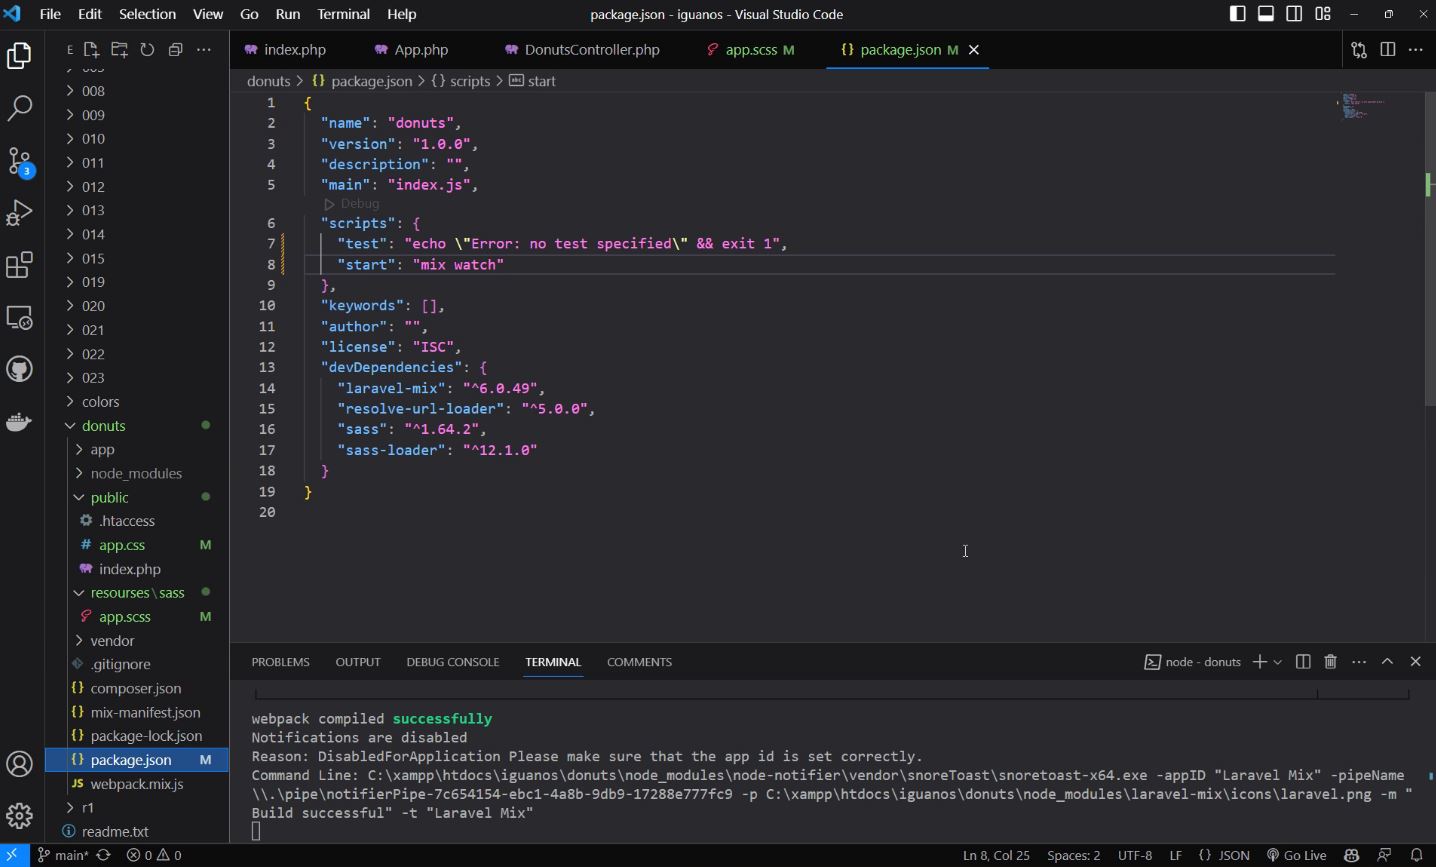 File Edit Selection View Go Run Terminal Help
package.json - iguanos - Visual Studio Code
E
index.php App.php DonutsController.php app.scss M package.json M
donuts > {} package.json > {} scripts > abc start
008
009
010
011
012
013
014
015
019
020
021
022
023
colors
donuts
app
node_modules
public
.htaccess
# app.css M
index.php
resourses\sass
app.scss M
vendor
.gitignore
{} composer.json
{} mix-manifest.json
{} package-lock.json
{} package.json M
JS webpack.mix.js
r1
readme.txt
3
1 {
2 "name": "donuts",
3 "version": "1.0.0",
4 "description": "",
5 "main": "index.js",
Debug
6 "scripts": {
7 "test": "echo \"Error: no test specified\" && exit 1",
8 "start": "mix watch"
9 },
10 "keywords": [],
11 "author": "",
12 "license": "ISC",
13 "devDependencies": {
14 "laravel-mix": "^6.0.49",
15 "resolve-url-loader": "^5.0.0",
16 "sass": "^1.64.2",
17 "sass-loader": "^12.1.0"
18 }
19 }
20
PROBLEMS OUTPUT DEBUG CONSOLE TERMINAL COMMENTS
node - donuts
webpack compiled successfully
Notifications are disabled
Reason: DisabledForApplication Please make sure that the app id is set correctly.
Command Line: C:\xampp\htdocs\iguanos\donuts\node_modules\node-notifier\vendor\snoreToast\snoretoast-x64.exe -appID "Laravel Mix" -pipeName
\\.\pipe\notifierPipe-7c654154-ebc1-4a8b-9db9-17288e777fc9 -p C:\xampp\htdocs\iguanos\donuts\node_modules\laravel-mix\icons\laravel.png -m "
Build successful" -t "Laravel Mix"
main* 0 0
Ln 8, Col 25 Spaces: 2 UTF-8 LF {} JSON Go Live